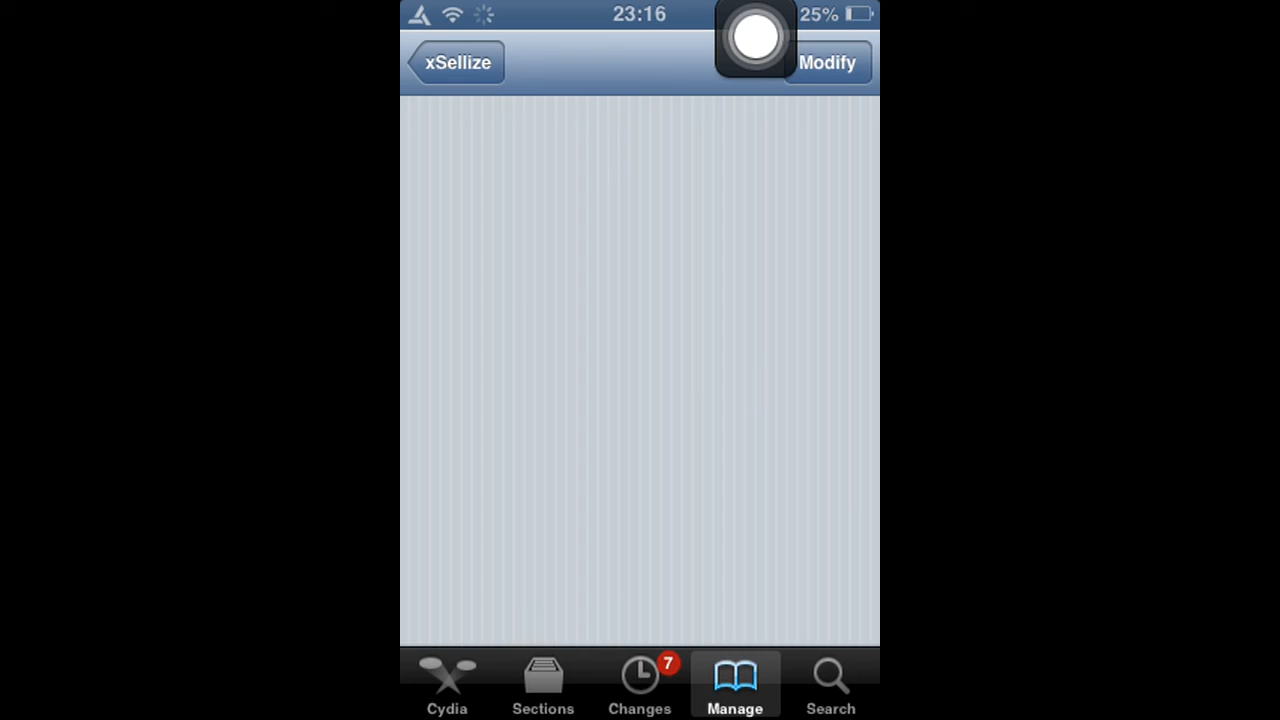 23:16
25%
xSellize
Modify
7
Cydia
Sections
Changes
Manage
Search